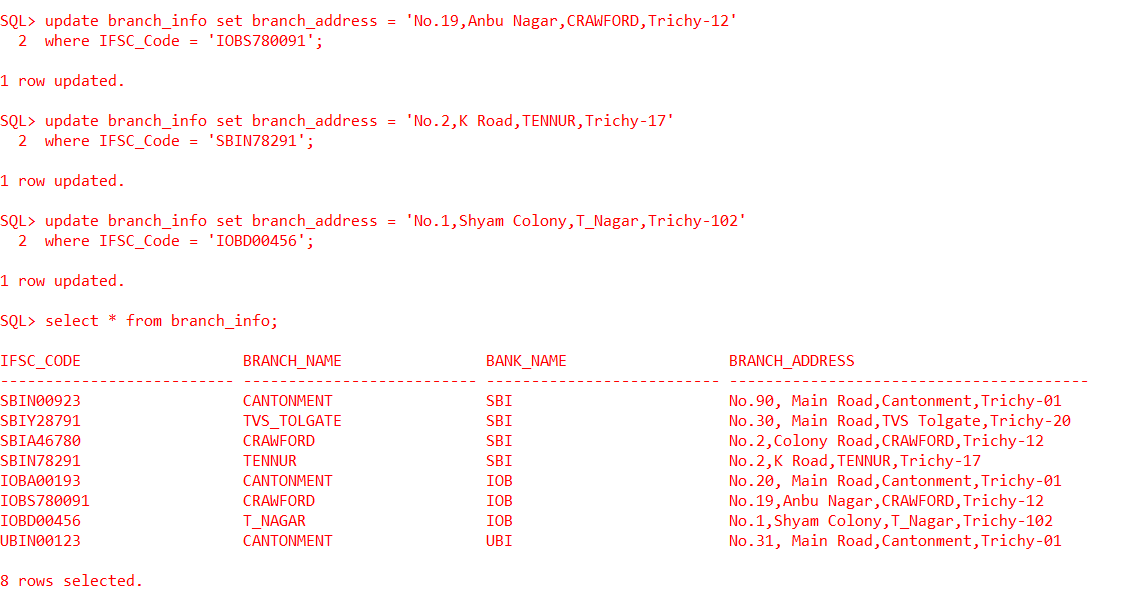 SQL> update branch_info set branch_address = 'No.19,Anbu Nagar,CRAWFORD,Trichy-12'
  2  where IFSC_Code = 'IOBS780091';

1 row updated.

SQL> update branch_info set branch_address = 'No.2,K Road,TENNUR,Trichy-17'
  2  where IFSC_Code = 'SBIN78291';

1 row updated.

SQL> update branch_info set branch_address = 'No.1,Shyam Colony,T_Nagar,Trichy-102'
  2  where IFSC_Code = 'IOBD00456';

1 row updated.

SQL> select * from branch_info;

IFSC_CODE                  BRANCH_NAME                BANK_NAME                  BRANCH_ADDRESS
-------------------------- -------------------------- -------------------------- ----------------------------------------
SBIN00923                  CANTONMENT                 SBI                        No.90, Main Road,Cantonment,Trichy-01
SBIY28791                  TVS_TOLGATE                SBI                        No.30, Main Road,TVS Tolgate,Trichy-20
SBIA46780                  CRAWFORD                   SBI                        No.2,Colony Road,CRAWFORD,Trichy-12
SBIN78291                  TENNUR                     SBI                        No.2,K Road,TENNUR,Trichy-17
IOBA00193                  CANTONMENT                 IOB                        No.20, Main Road,Cantonment,Trichy-01
IOBS780091                 CRAWFORD                   IOB                        No.19,Anbu Nagar,CRAWFORD,Trichy-12
IOBD00456                  T_NAGAR                    IOB                        No.1,Shyam Colony,T_Nagar,Trichy-102
UBIN00123                  CANTONMENT                 UBI                        No.31, Main Road,Cantonment,Trichy-01

8 rows selected.